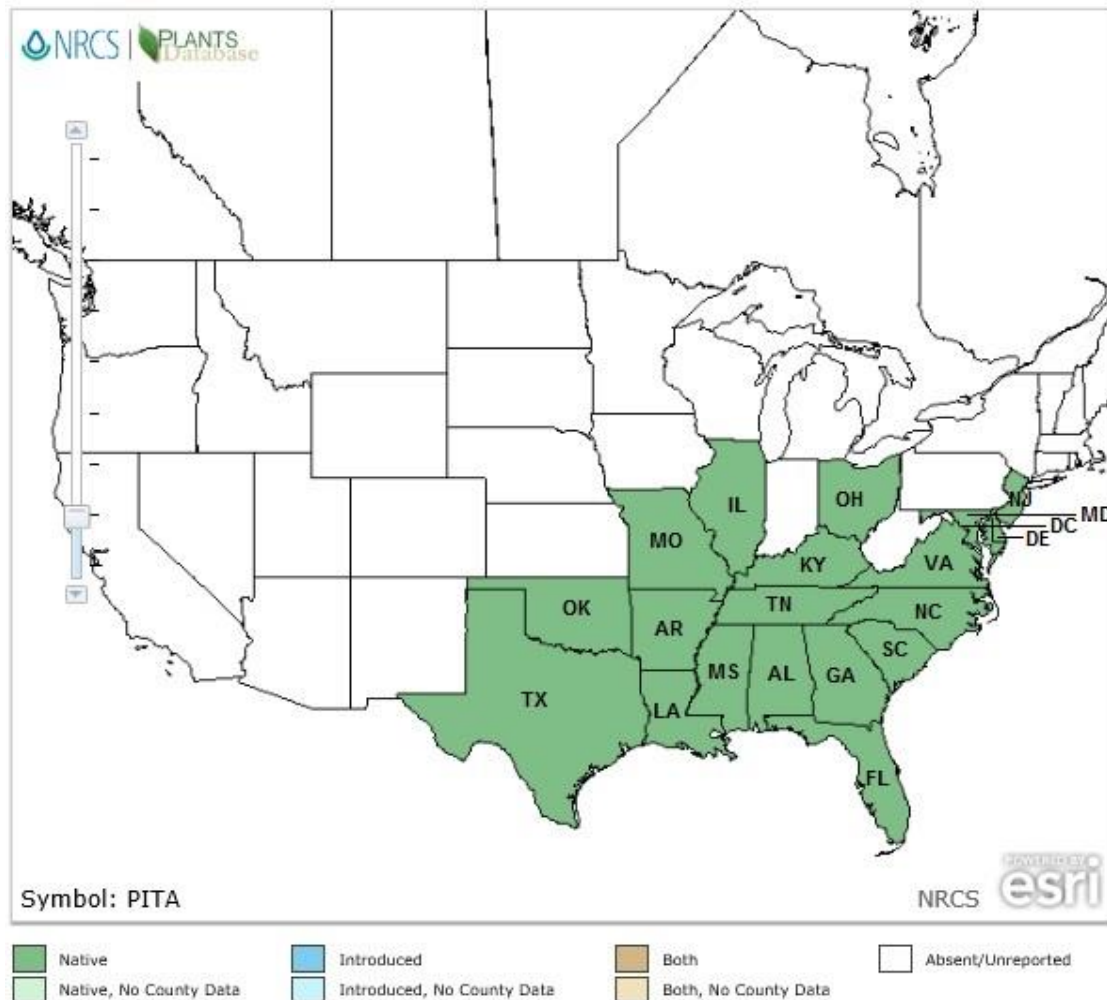 NRCS | PLANTS
Database
IL
OH
NJ
MD
DC
DE
MO
KY
VA
OK
TN
NC
AR
SC
MS
AL
GA
TX
LA
FL
POWERED BY
esri
Symbol: PITA
NRCS
Native
Introduced
Both
Absent/Unreported
Native, No County Data
Introduced, No County Data
Both, No County Data